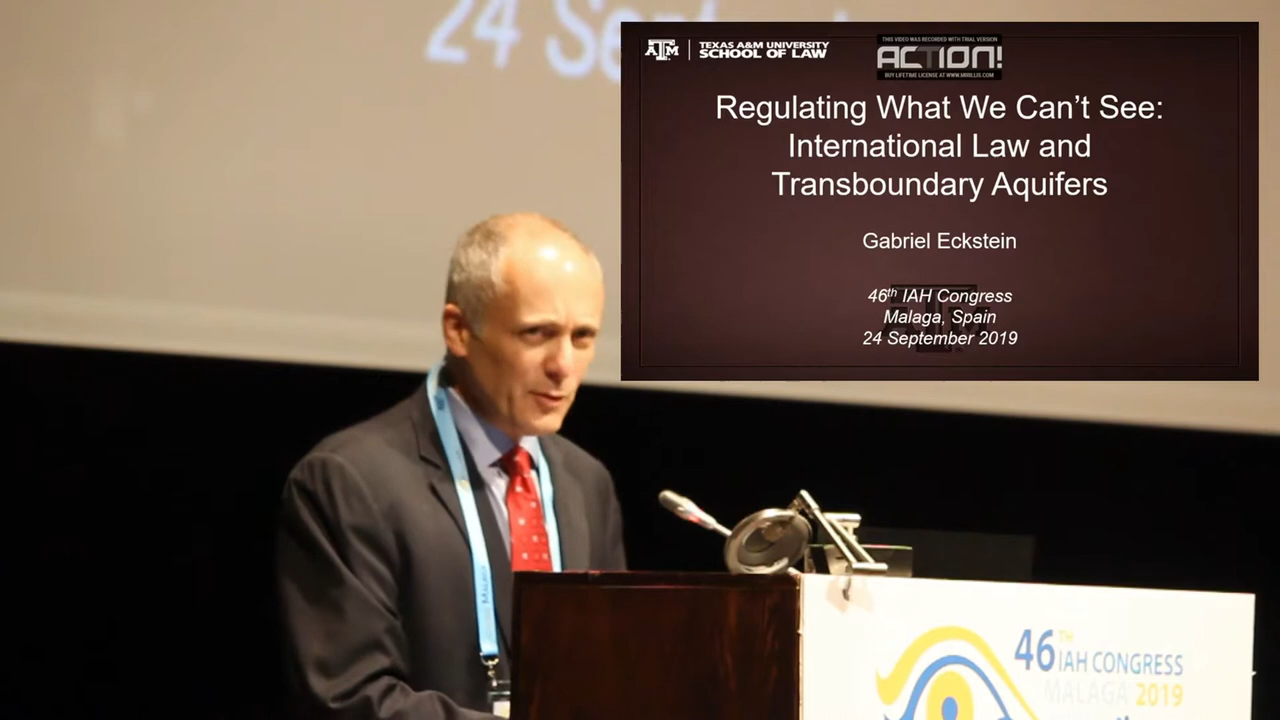 24 Se
ATM TEXAS A&M UNIVERSITY
SCHOOL OF LAW
THIS VIDEO WAS RECORDED WITH TRIAL VERSION
ACTION!
BUY LIFETIME LICENSE AT WWW.MIRILLIS.COM
Regulating What We Can't See:
International Law and
Transboundary Aquifers
Gabriel Eckstein
46th IAH Congress
Malaga, Spain
24 September 2019
46TH
IAH CONGRESS
MALAGA 2019